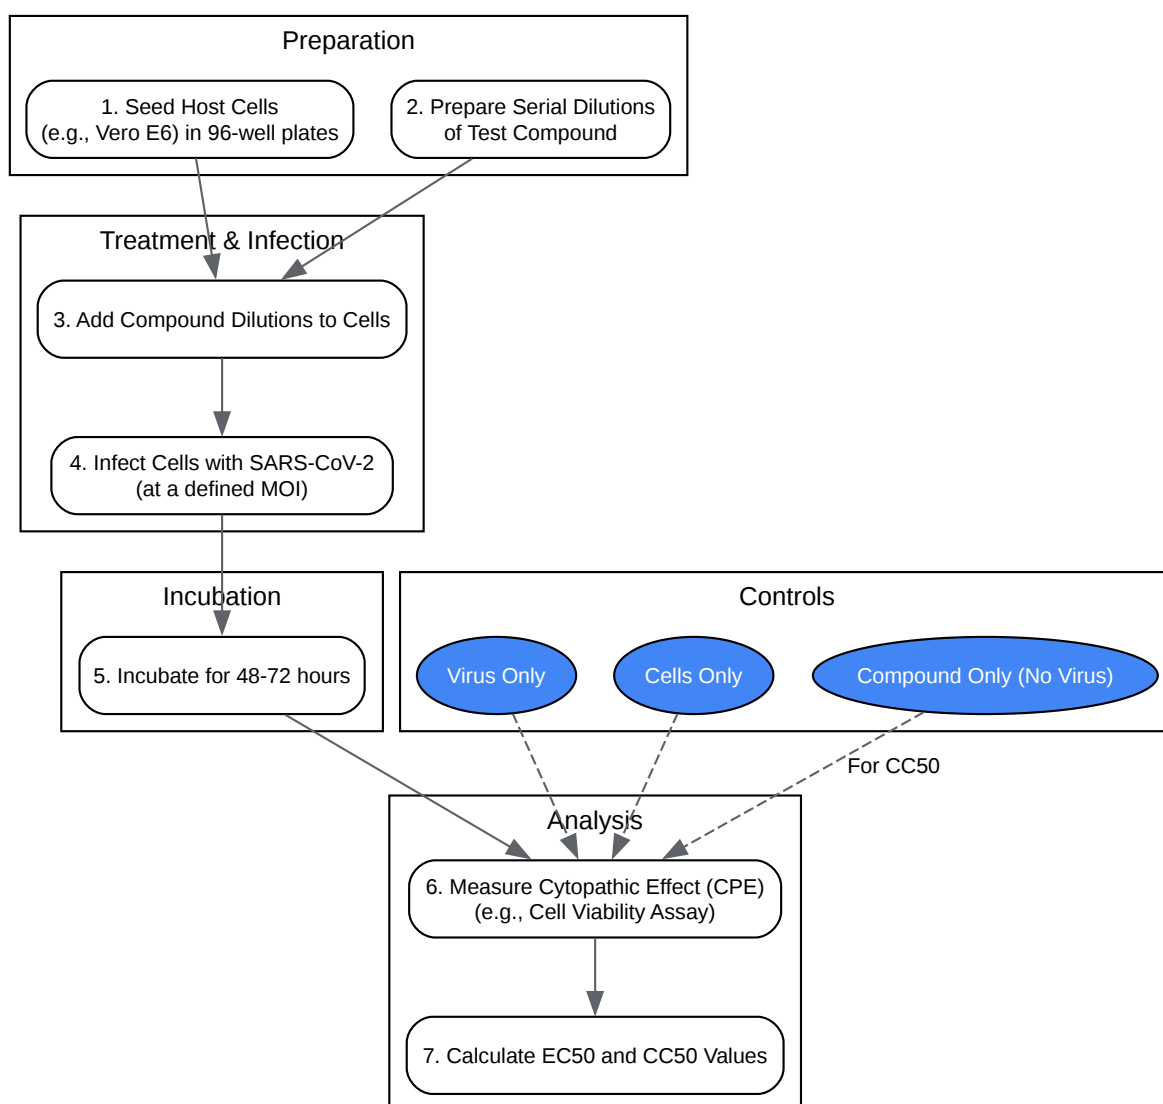 Preparation
1. Seed Host Cells
(e.g., Vero E6) in 96-well plates
2. Prepare Serial Dilutions
of Test Compound
Treatment & Infection
3. Add Compound Dilutions to Cells
4. Infect Cells with SARS-CoV-2
(at a defined MOI)
Incubation
5. Incubate for 48-72 hours
Controls
Virus Only
Cells Only
Compound Only (No Virus)
For CC50
Analysis
6. Measure Cytopathic Effect (CPE)
(e.g., Cell Viability Assay)
7. Calculate EC50 and CC50 Values